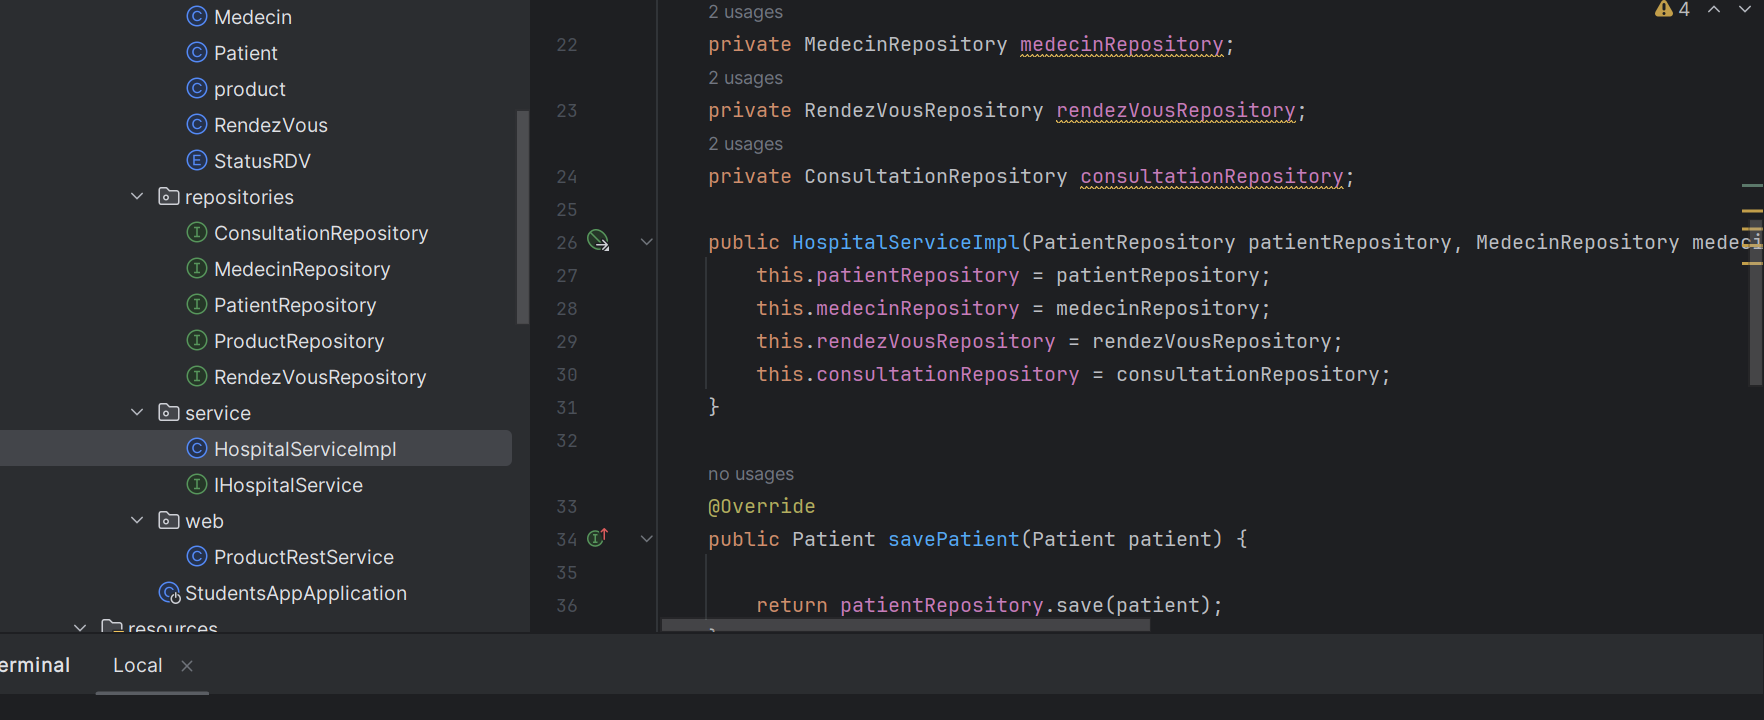 Medecin
Patient
product
RendezVous
StatusRDV
repositories
ConsultationRepository
MedecinRepository
PatientRepository
ProductRepository
RendezVousRepository
service
HospitalServiceImpl
IHospitalService
web
ProductRestService
StudentsAppApplication
resources
4
2 usages
22 private MedecinRepository medecinRepository;
2 usages
23 private RendezVousRepository rendezVousRepository;
2 usages
24 private ConsultationRepository consultationRepository;
25
26 public HospitalServiceImpl(PatientRepository patientRepository, MedecinRepository medeci
27 this.patientRepository = patientRepository;
28 this.medecinRepository = medecinRepository;
29 this.rendezVousRepository = rendezVousRepository;
30 this.consultationRepository = consultationRepository;
31 }
32
no usages
33 @Override
34 public Patient savePatient(Patient patient) {
35
36 return patientRepository.save(patient);
erminal Local